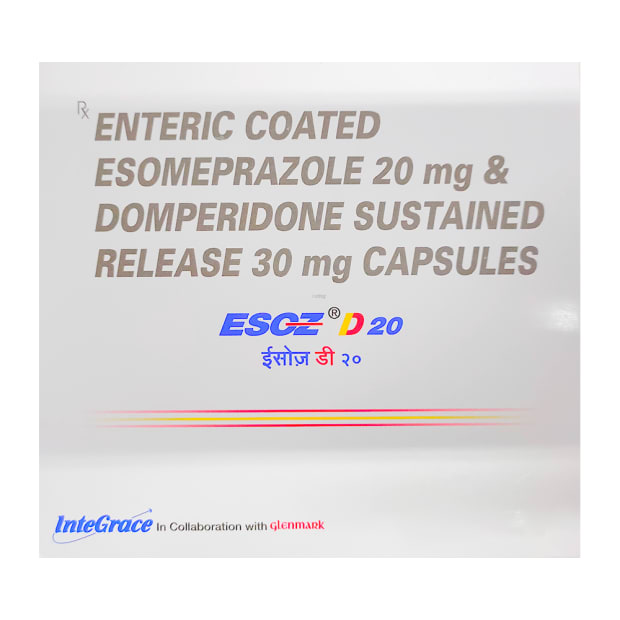 Rx
ENTERIC COATED
ESOMEPRAZOLE 20 mg &
DOMPERIDONE SUSTAINED
RELEASE 30 mg CAPSULES
ESOZ® D 20
ईसोज़ डी २०
InteGrace In Collaboration with Glenmark